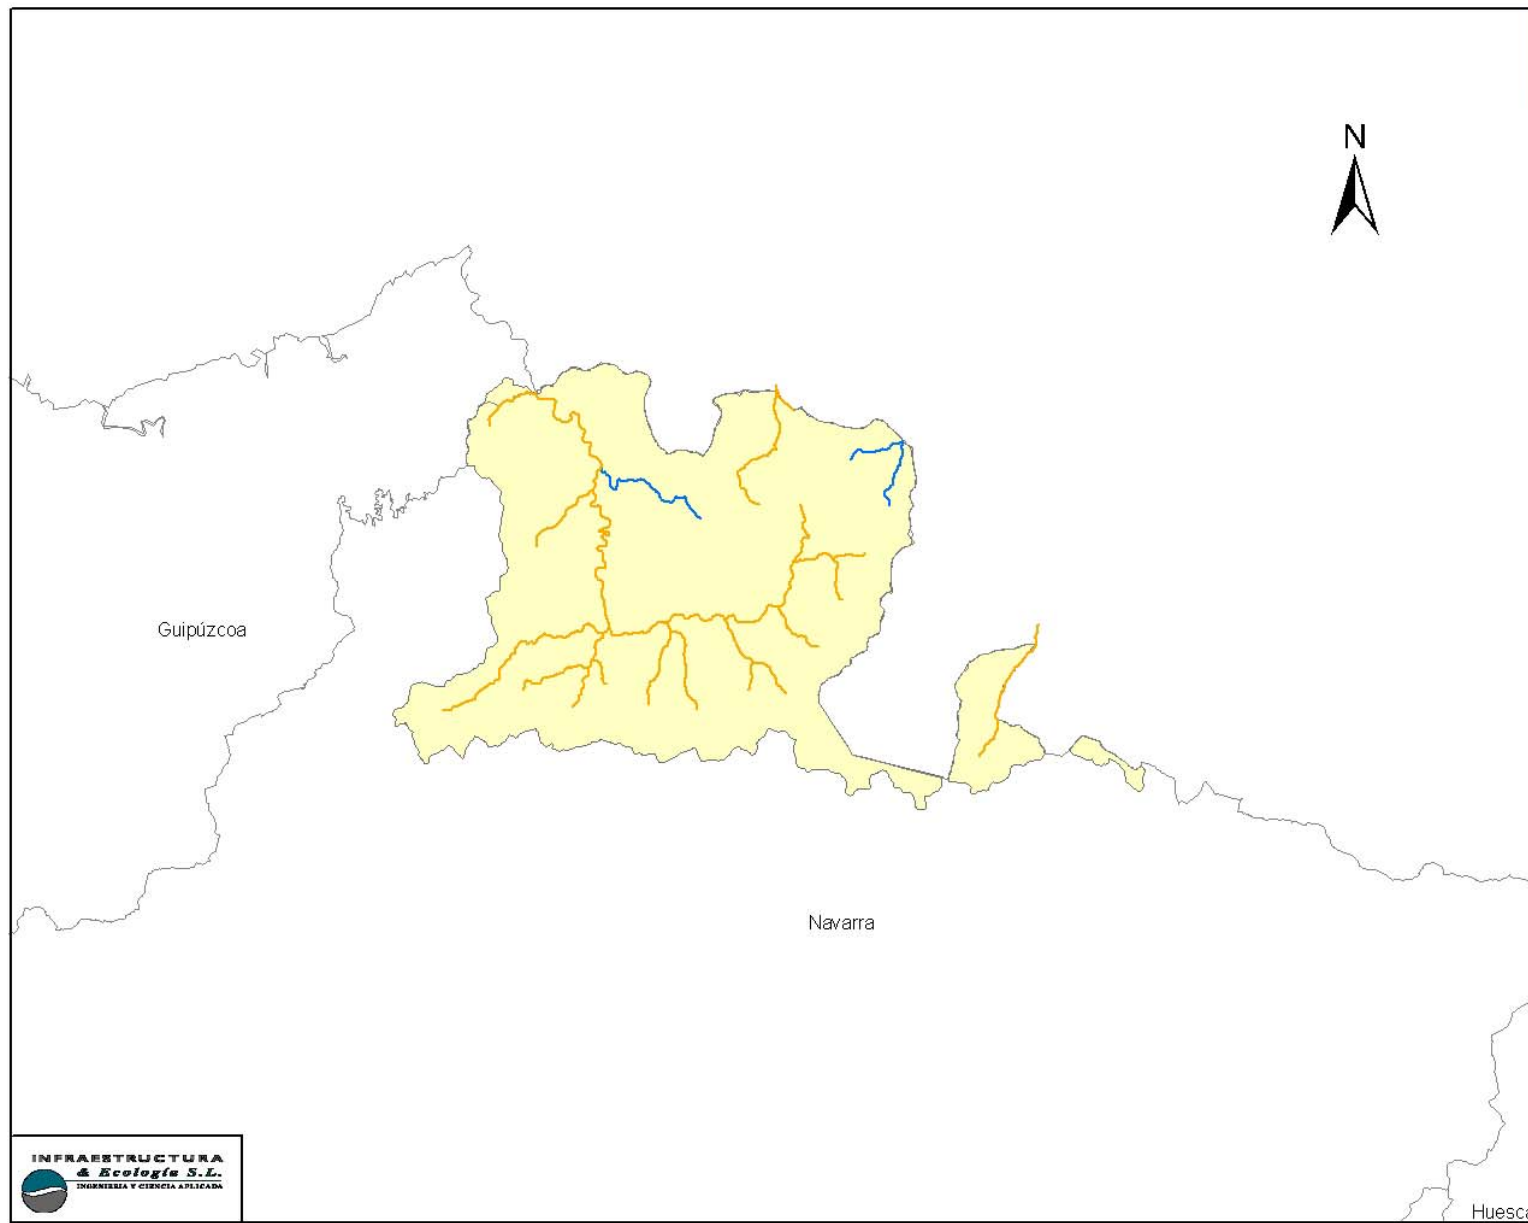 N
Guipúzcoa
Navarra
INFRAESTRUCTURA
& Ecología S.L.
INGENIERIA Y CIENCIA APLICADA
Huesca